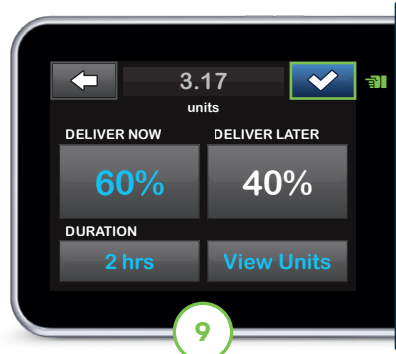 3.17
units
DELIVER NOW DELIVER LATER
60% 40%
DURATION
2 hrs View Units
9